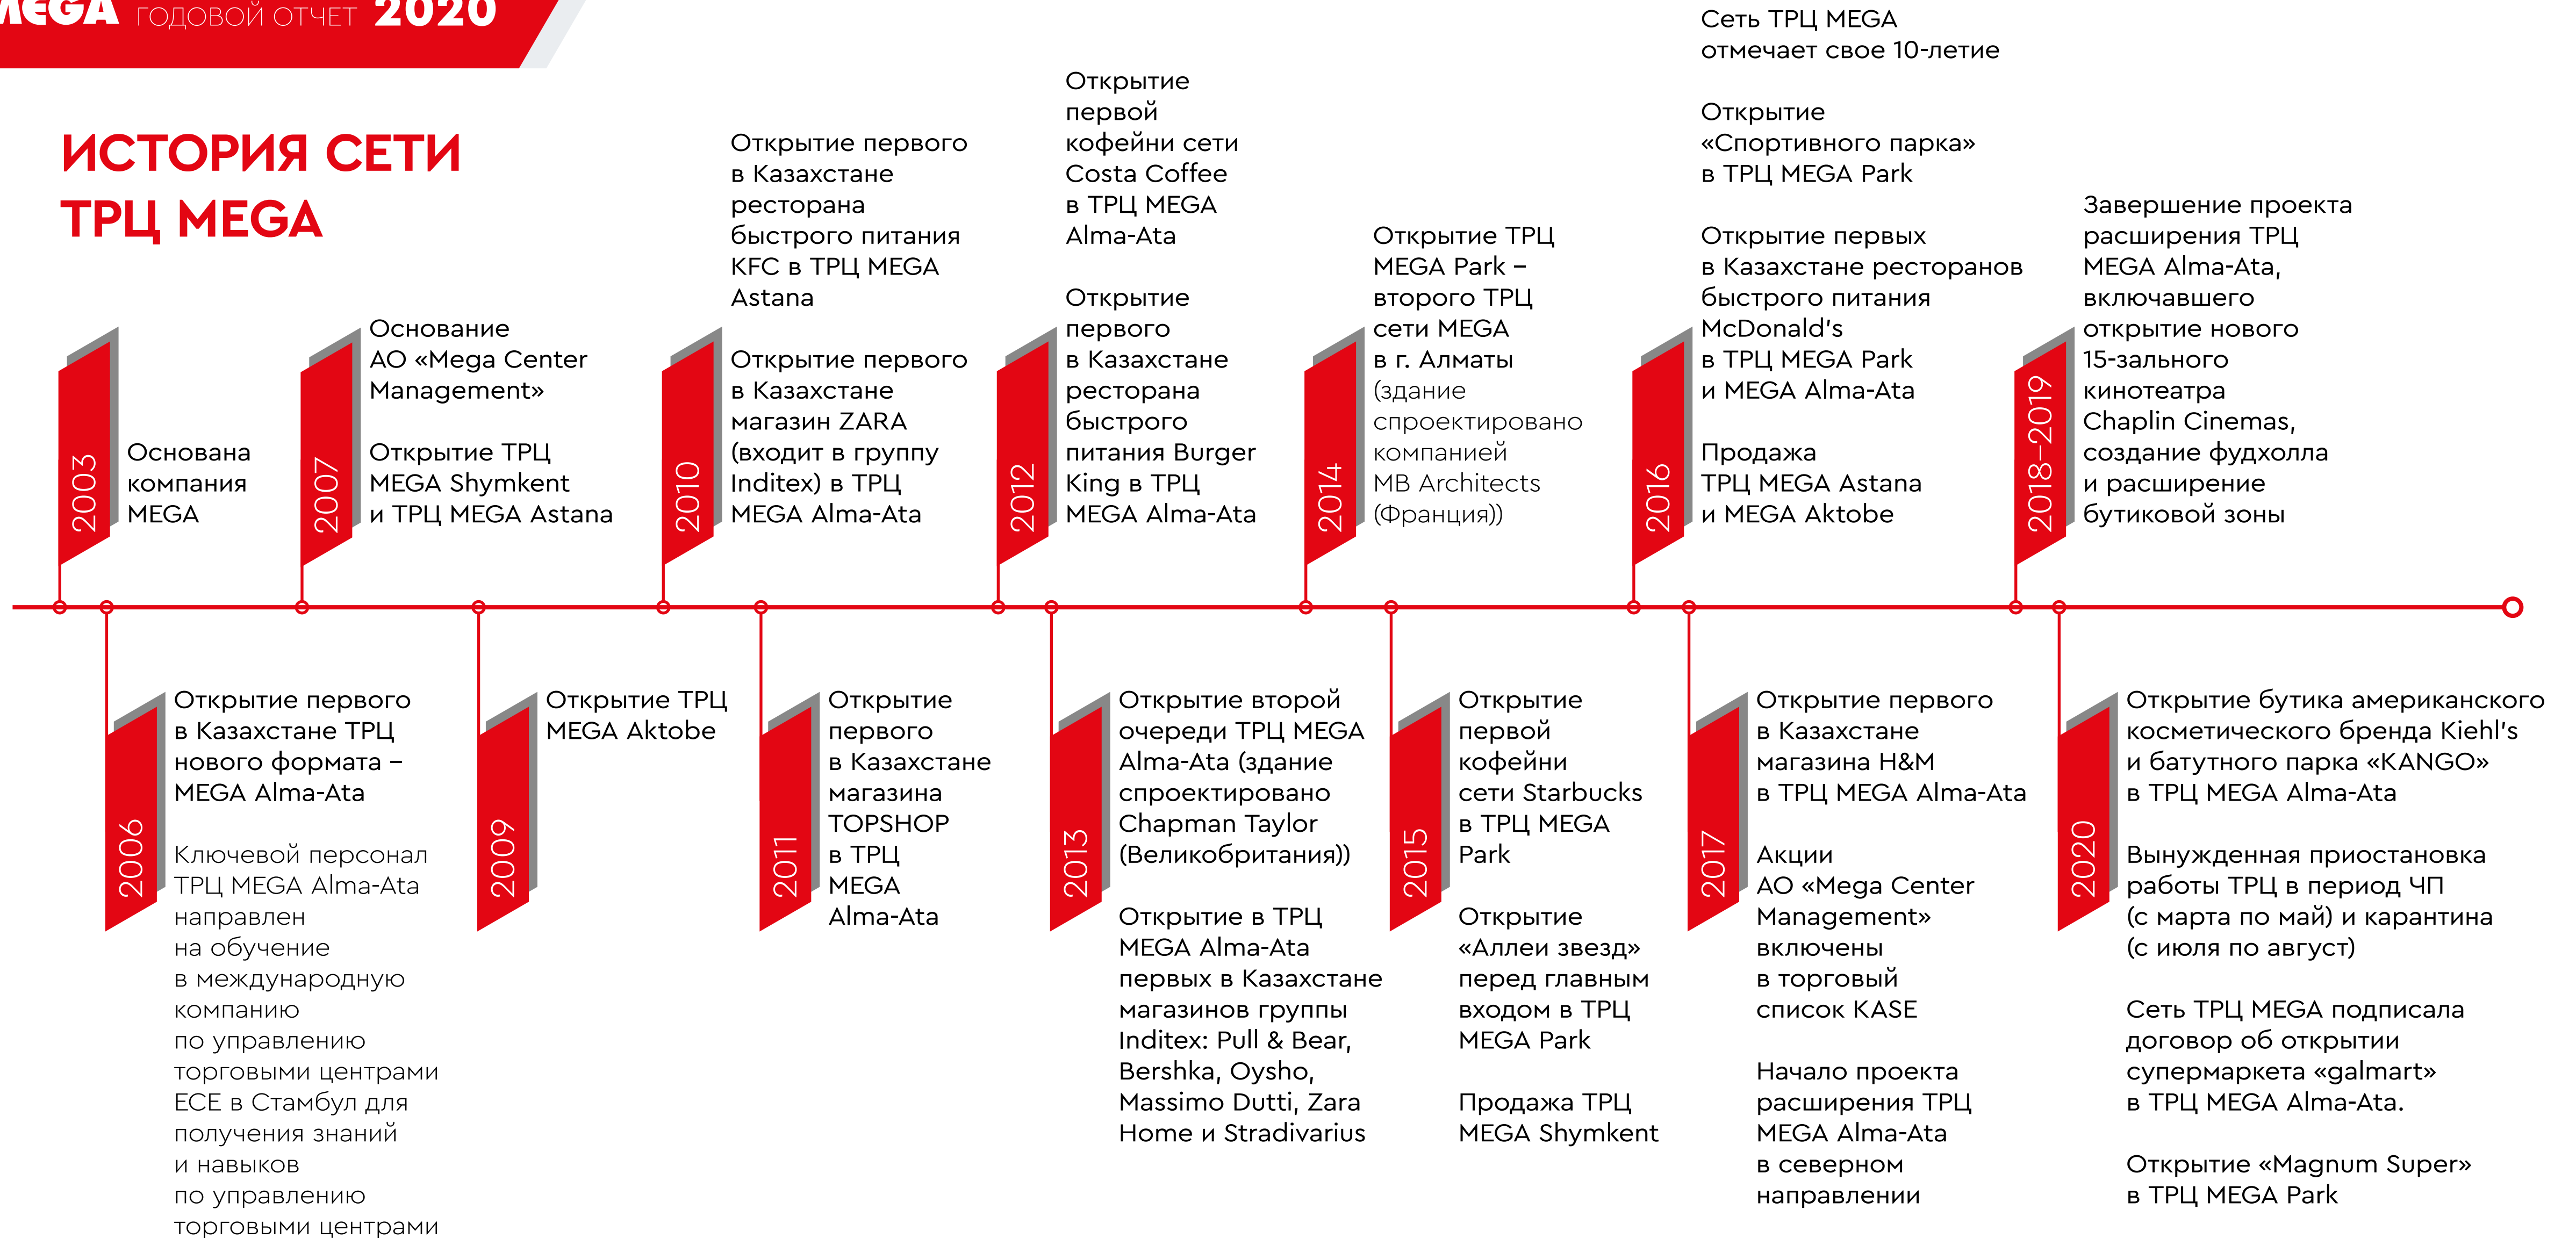 MEGA ГОДОВОЙ ОТЧЕТ 2020
ИСТОРИЯ СЕТИ
ТРЦ MEGA
2003
Основана
компания
MEGA
2006
Открытие первого
в Казахстане ТРЦ
нового формата –
MEGA Alma-Ata
Ключевой персонал
ТРЦ MEGA Alma-Ata
направлен
на обучение
в международную
компанию
по управлению
торговыми центрами
ECE в Стамбул для
получения знаний
и навыков
по управлению
торговыми центрами
2007
Основание
АО «Mega Center
Management»
Открытие ТРЦ
MEGA Shymkent
и ТРЦ MEGA Astana
2009
Открытие ТРЦ
MEGA Aktobe
2010
Открытие первого
в Казахстане
ресторана
быстрого питания
KFC в ТРЦ MEGA
Astana
Открытие первого
в Казахстане
магазин ZARA
(входит в группу
Inditex) в ТРЦ
MEGA Alma-Ata
2011
Открытие
первого
в Казахстане
магазина
TOPSHOP
в ТРЦ
MEGA
Alma-Ata
2012
Открытие
первой
кофейни сети
Costa Coffee
в ТРЦ MEGA
Alma-Ata
Открытие
первого
в Казахстане
ресторана
быстрого
питания Burger
King в ТРЦ
MEGA Alma-Ata
2013
Открытие второй
очереди ТРЦ MEGA
Alma-Ata (здание
спроектировано
Chapman Taylor
(Великобритания))
Открытие в ТРЦ
MEGA Alma-Ata
первых в Казахстане
магазинов группы
Inditex: Pull & Bear,
Bershka, Oysho,
Massimo Dutti, Zara
Home и Stradivarius
2014
Открытие ТРЦ
MEGA Park –
второго ТРЦ
сети MEGA
в г. Алматы
(здание
спроектировано
компанией
MB Architects
(Франция))
2015
Открытие
первой
кофейни
сети Starbucks
в ТРЦ MEGA
Park
Открытие
«Аллеи звезд»
перед главным
входом в ТРЦ
MEGA Park
Продажа ТРЦ
MEGA Shymkent
2016
Сеть ТРЦ MEGA
отмечает свое 10-летие
Открытие
«Спортивного парка»
в ТРЦ MEGA Park
Открытие первых
в Казахстане ресторанов
быстрого питания
McDonald's
в ТРЦ MEGA Park
и MEGA Alma-Ata
Продажа
ТРЦ MEGA Astana
и MEGA Aktobe
2017
Открытие первого
в Казахстане
магазина H&M
в ТРЦ MEGA Alma-Ata
Акции
АО «Mega Center
Management»
включены
в торговый
список KASE
Начало проекта
расширения ТРЦ
MEGA Alma-Ata
в северном
направлении
2018–2019
Завершение проекта
расширения ТРЦ
MEGA Alma-Ata,
включавшего
открытие нового
15-зального
кинотеатра
Chaplin Cinemas,
создание фудхолла
и расширение
бутиковой зоны
2020
Открытие бутика американского
косметического бренда Kiehl's
и батутного парка «KANGO»
в ТРЦ MEGA Alma-Ata
Вынужденная приостановка
работы ТРЦ в период ЧП
(с марта по май) и карантина
(с июля по август)
Сеть ТРЦ MEGA подписала
договор об открытии
супермаркета «galmart»
в ТРЦ MEGA Alma-Ata.
Открытие «Magnum Super»
в ТРЦ MEGA Park